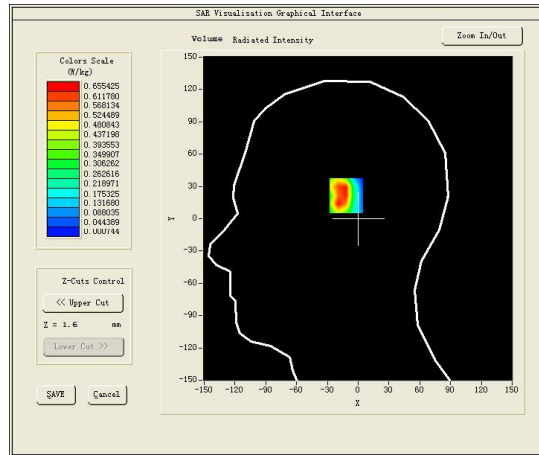 SAR Visualisation Graphical Interface
Volume Radiated Intensity
Zoom In/Out
Colors Scale
(W/kg)
0.655425
0.611780
0.568134
0.524489
0.480843
0.437198
0.393553
0.349907
0.306262
0.262616
0.218971
0.175325
0.131680
0.088035
0.044389
0.000744
Z-Cuts Control
<< Upper Cut
Z = 1.6 mm
Lower Cut >>
SAVE Cancel
150
120
90
60
30
0
-30
-60
-90
-120
-150
Y
-150 -120 -90 -60 -30 0 30 60 90 120 150
X